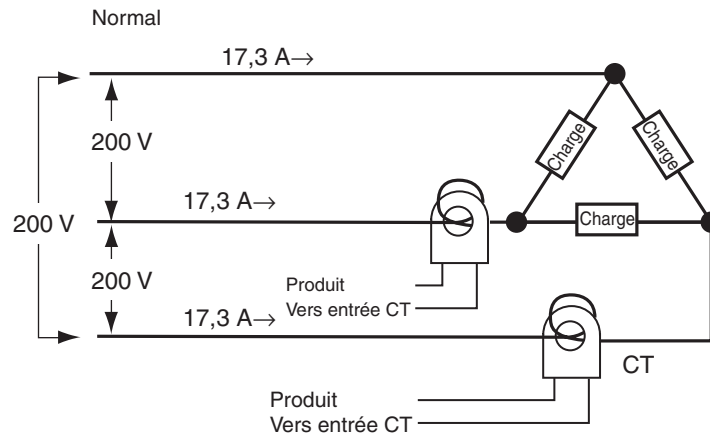 Normal
17,3 A→
200 V
Charge
Charge
17,3 A→
200 V
Charge
200 V
Produit
Vers entrée CT
17,3 A→
CT
Produit
Vers entrée CT